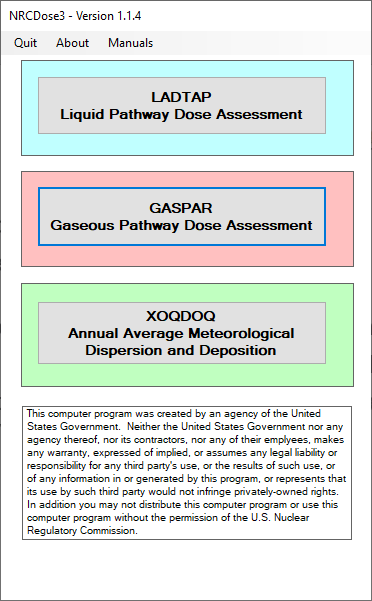 NRCDose3 - Version 1.1.4
Quit About Manuals
LADTAP
Liquid Pathway Dose Assessment
GASPAR
Gaseous Pathway Dose Assessment
XOQDOQ
Annual Average Meteorological
Dispersion and Deposition
This computer program was created by an agency of the United
States Government.  Neither the United States Government nor any
agency thereof, nor its contractors, nor any of their emplyees, makes
any warranty, expressed of implied, or assumes any legal liability or
responsibility for any third party's use, or the results of such use, or
of any information in or generated by this program, or represents that
its use by such third party would not infringe privately-owned rights.
In addition you may not distribute this computer program or use this
computer program without the permission of the U.S. Nuclear
Regulatory Commission.